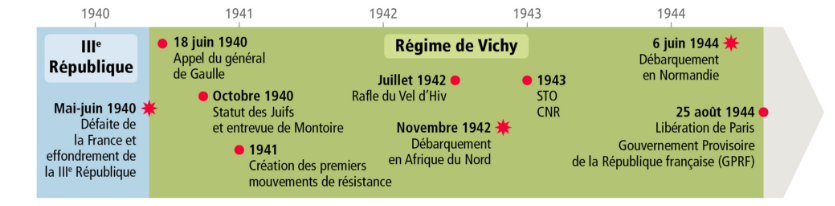 1940
1941
1942
1943
1944
IIIe
République
Mai-juin 1940
Défaite de
la France et
effondrement de
la IIIe République
Régime de Vichy
18 juin 1940
Appel du général
de Gaulle
Octobre 1940
Statut des Juifs
et entrevue de Montoire
1941
Création des premiers
mouvements de résistance
Juillet 1942
Rafle du Vel d’Hiv
Novembre 1942
Débarquement
en Afrique du Nord
1943
STO
CNR
6 juin 1944
Débarquement
en Normandie
25 août 1944
Libération de Paris
Gouvernement Provisoire
de la République française (GPRF)